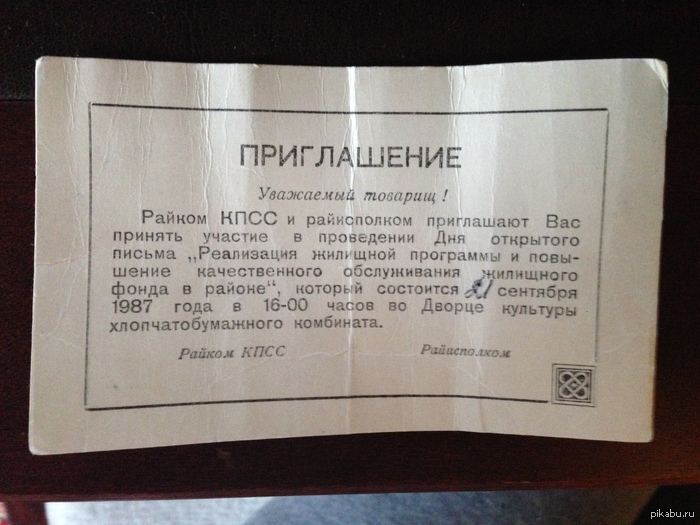 ПРИГЛАШЕНИЕ
Уважаемый товарищ !
Райком КПСС и райисполком приглашают Вас
принять участие в проведении Дня открытого
письма „Реализация жилищной программы и повы-
шение качественного обслуживания жилищного
фонда в районе“, который состоится 21 сентября
1987 года в 16-00 часов во Дворце культуры
хлопчатобумажного комбината.
Райком КПСС Райисполком
pikabu.ru